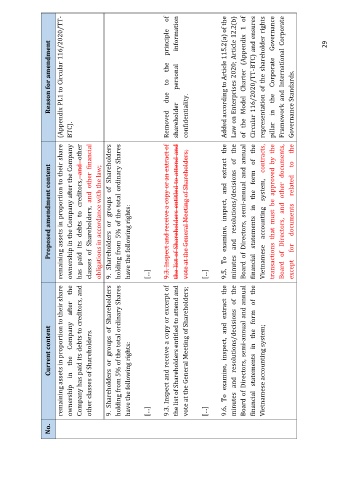 No.
Current content
Proposed amendment content
Reason for amendment
remaining assets in proportion to their share
ownership in the Company after the
Company has paid its debts to creditors, and
other classes of Shareholders.
remaining assets in proportion to their share
ownership in the Company after the Company
has paid its debts to creditors, and other
classes of Shareholders, and other financial
obligations in accordance with the law;
(Appendix PL1 to Circular 116/2020/TT-
BTC).
9. Shareholders or groups of Shareholders
holding from 5% of the total ordinary Shares
have the following rights:
[...]
9.3. Inspect and receive a copy or excerpt of
the list of Shareholders entitled to attend and
vote at the General Meeting of Shareholders;
[...]
9.6. To examine, inspect, and extract the
minutes and resolutions/decisions of the
Board of Directors, semi-annual and annual
financial statements in the form of the
Vietnamese accounting system;
9. Shareholders or groups of Shareholders
holding from 5% of the total ordinary Shares
have the following rights:
[...]
9.3. Inspect and receive a copy or an extract of
the list of Shareholders entitled to attend and
vote at the General Meeting of Shareholders;
[...]
9.5. To examine, inspect, and extract the
minutes and resolutions/decisions of the
Board of Directors, semi-annual and annual
financial statements in the form of the
Vietnamese accounting system, contracts,
transactions that must be approved by the
Board of Directors, and other documents,
except for documents related to the
Removed due to the principle of
shareholder personal information
confidentiality.
Added according to Article 115.2(a) of the
Law on Enterprises 2020; Article 12.2(b)
of the Model Charter (Appendix 1 of
Circular 116/2020/TT-BTC) and ensures
representation of the shareholder rights
pillar in the Corporate Governance
Framework and International Corporate
Governance Standards.
29